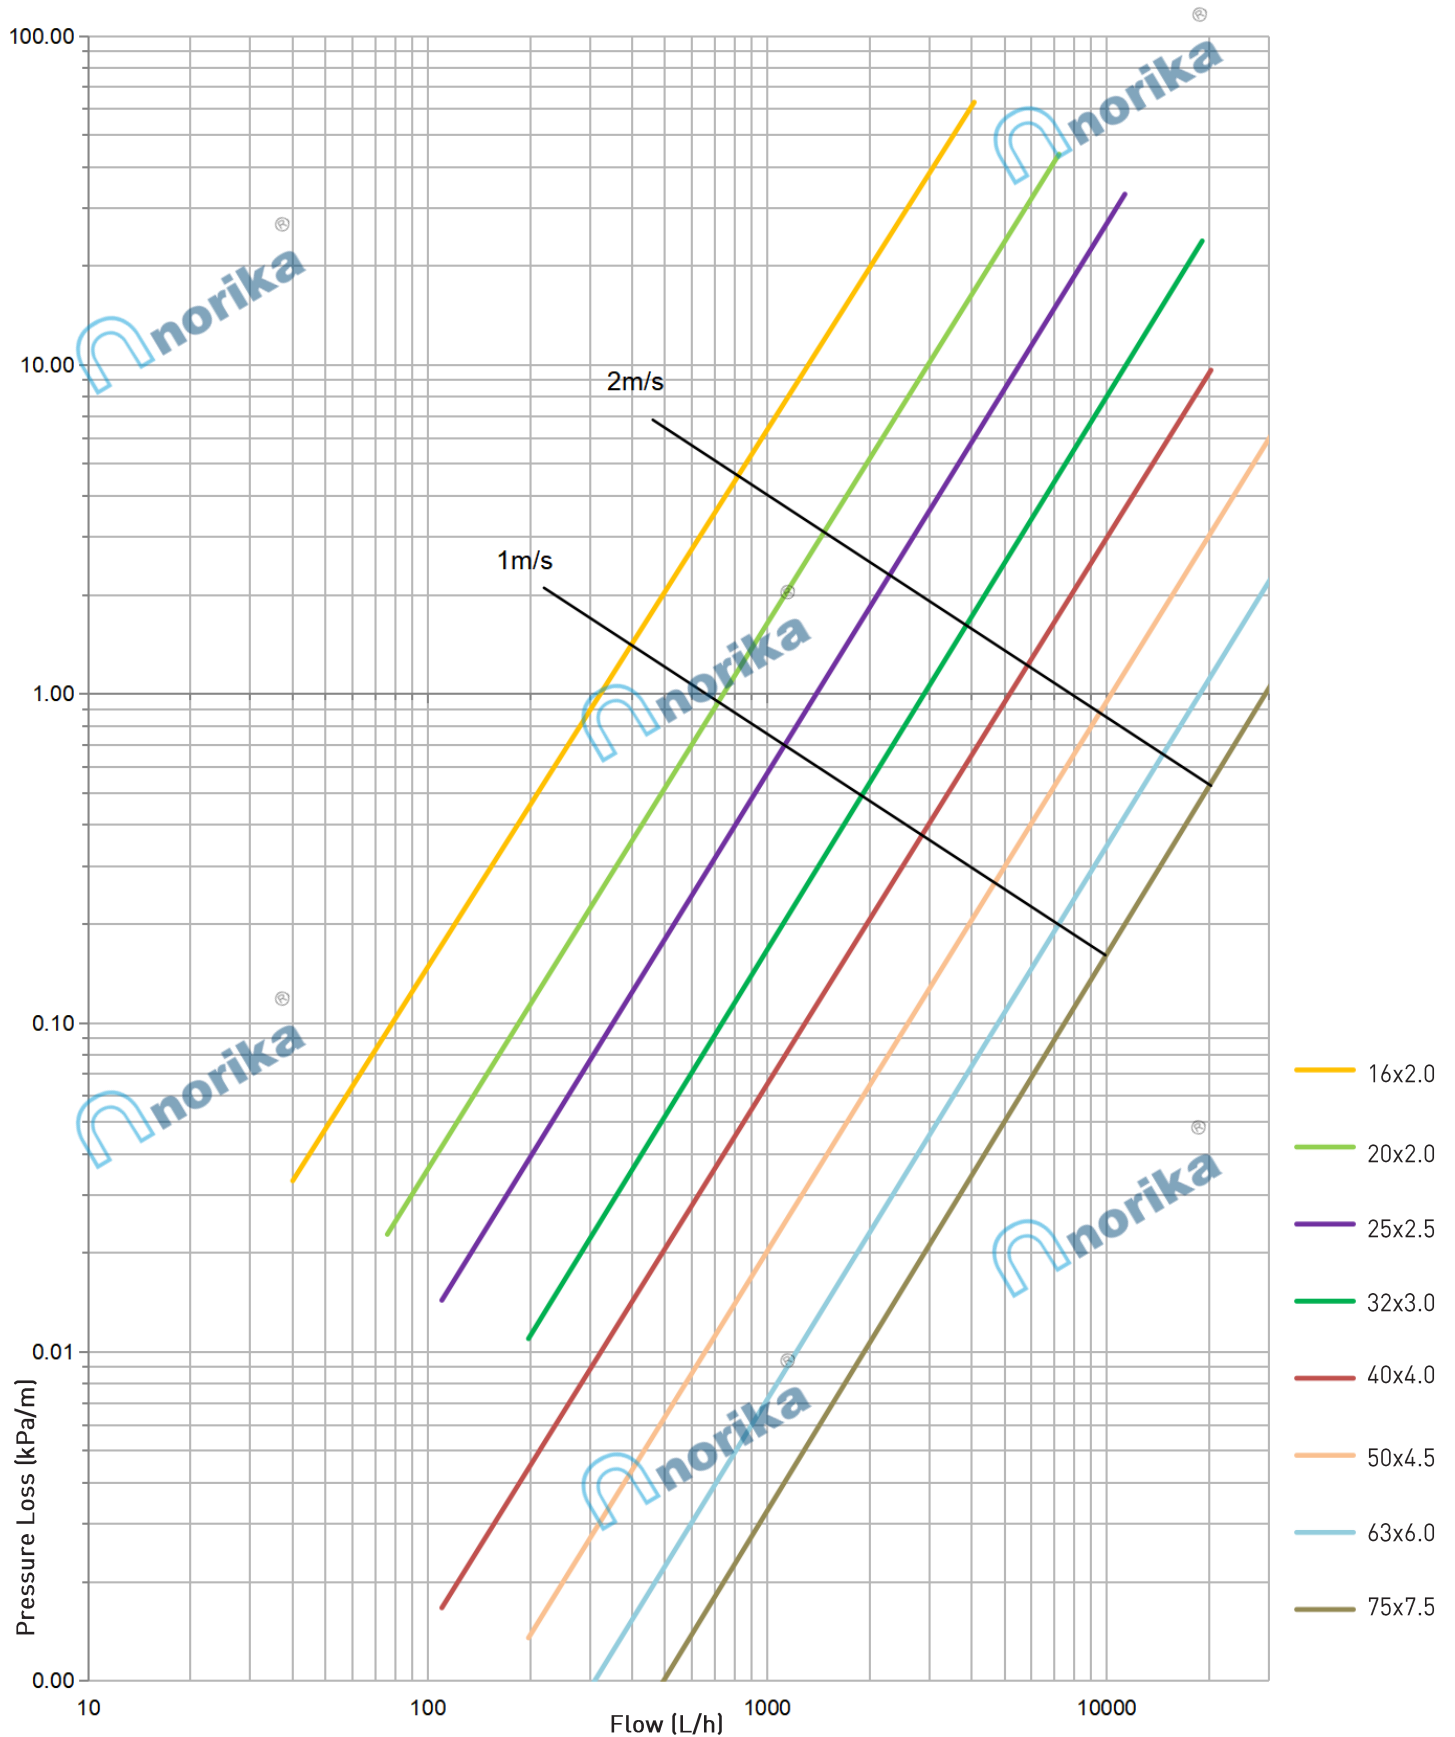 ®
100.00
norika
®
norika
10.00
2m/s
1m/s
®
norika
1.00
®
norika
0.10
16x2.0
20x2.0
®
norika
25x2.5
32x3.0
0.01
®
norika
40x4.0
50x4.5
63x6.0
75x7.5
Pressure Loss (kPa/m)
0.00
10 100 1000 10000
Flow (L/h)